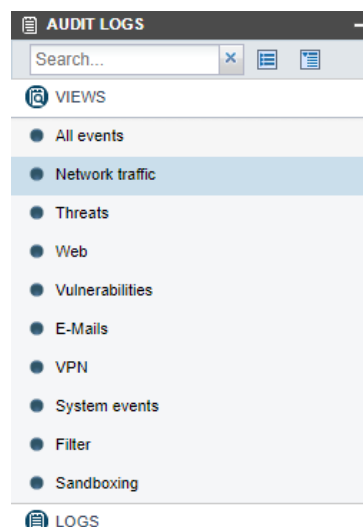 AUDIT LOGS
Search...
VIEWS
All events
Network traffic
Threats
Web
Vulnerabilities
E-Mails
VPN
System events
Filter
Sandboxing
LOGS